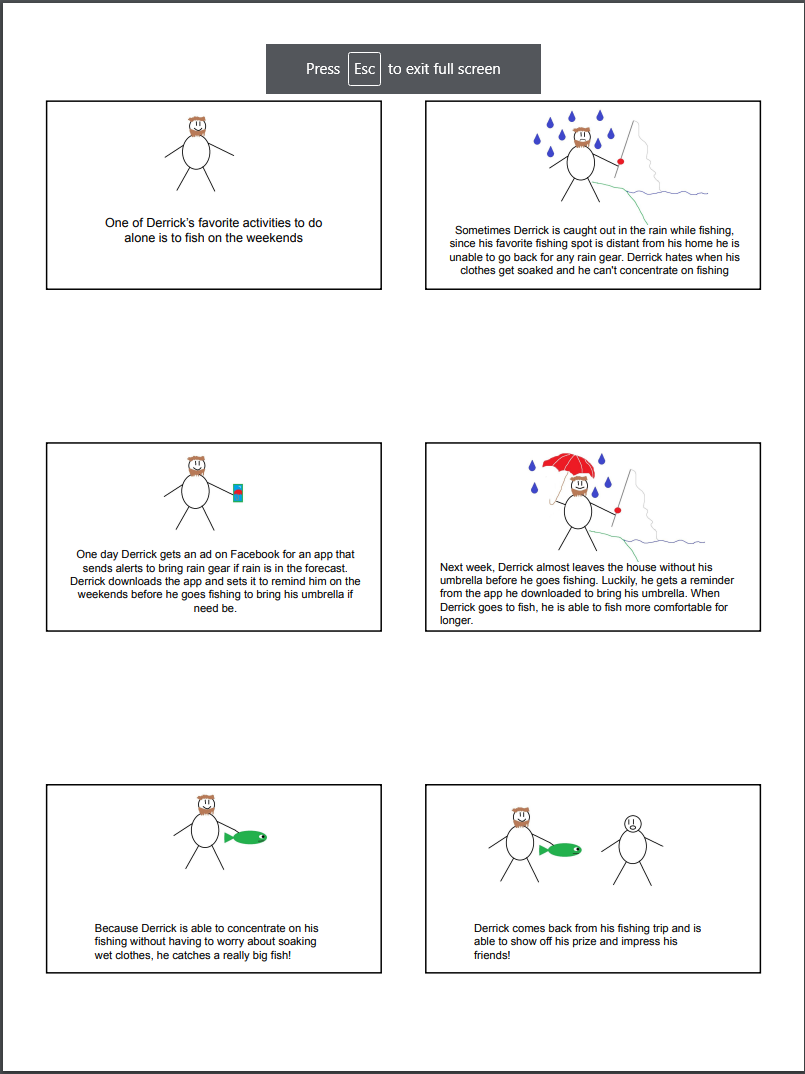 Press Esc to exit full screen
One of Derrick's favorite activities to do
alone is to fish on the weekends
Sometimes Derrick is caught out in the rain while fishing,
since his favorite fishing spot is distant from his home he is
unable to go back for any rain gear. Derrick hates when his
clothes get soaked and he can't concentrate on fishing
One day Derrick gets an ad on Facebook for an app that
sends alerts to bring rain gear if rain is in the forecast.
Derrick downloads the app and sets it to remind him on the
weekends before he goes fishing to bring his umbrella if
need be.
Next week, Derrick almost leaves the house without his
umbrella before he goes fishing. Luckily, he gets a reminder
from the app he downloaded to bring his umbrella. When
Derrick goes to fish, he is able to fish more comfortable for
longer.
Because Derrick is able to concentrate on his
fishing without having to worry about soaking
wet clothes, he catches a really big fish!
Derrick comes back from his fishing trip and is
able to show off his prize and impress his
friends!